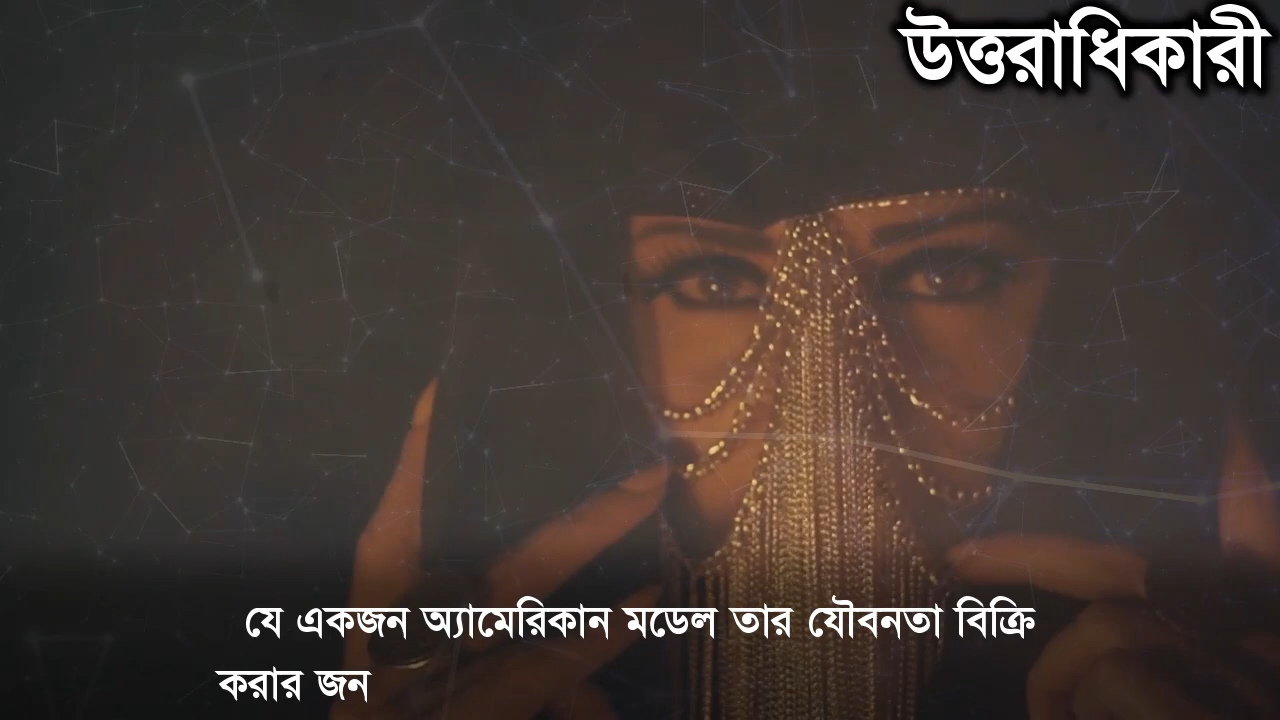 উত্তরাধিকারী
যে একজন অ্যামেরিকান মডেল তার যৌবনতা বিক্রি
করার জন